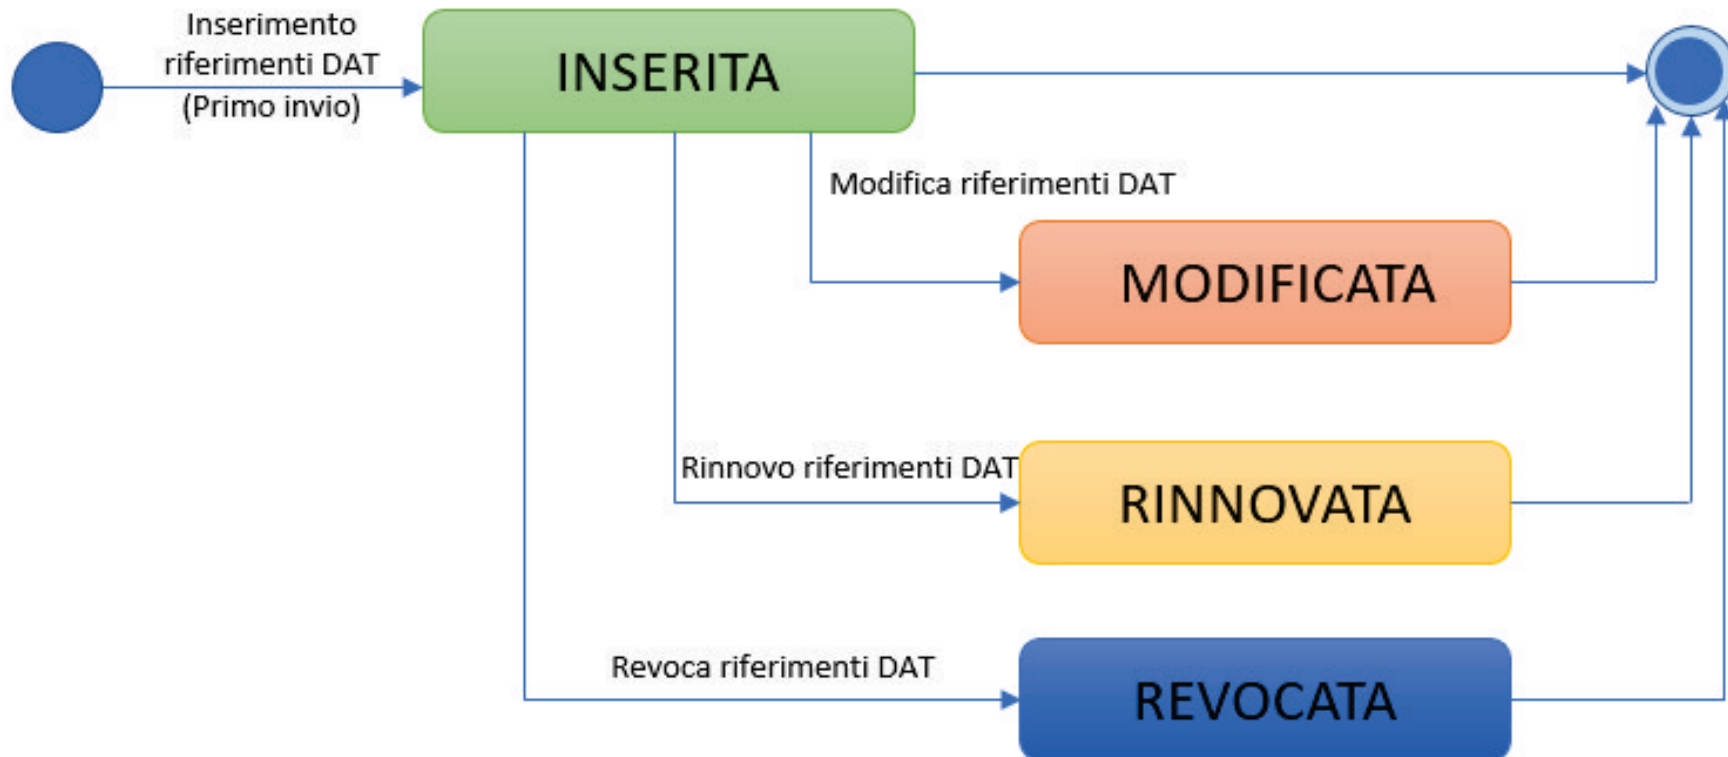 Inserimento
riferimenti DAT
(Primo invio)
INSERITA
Modifica riferimenti DAT
MODIFICATA
Rinnovo riferimenti DAT
RINNOVATA
Revoca riferimenti DAT
REVOCATA